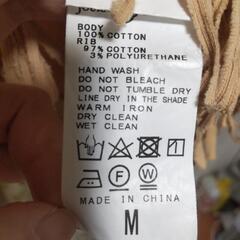 BODY
100% COTTON
RIB
97% COTTON
3% POLYURETHANE
HAND WASH
DO NOT BLEACH
DO NOT TUMBLE DRY
LINE DRY IN THE SHADE
WARM IRON
DRY CLEAN
WET CLEAN
F W
MADE IN CHINA
M